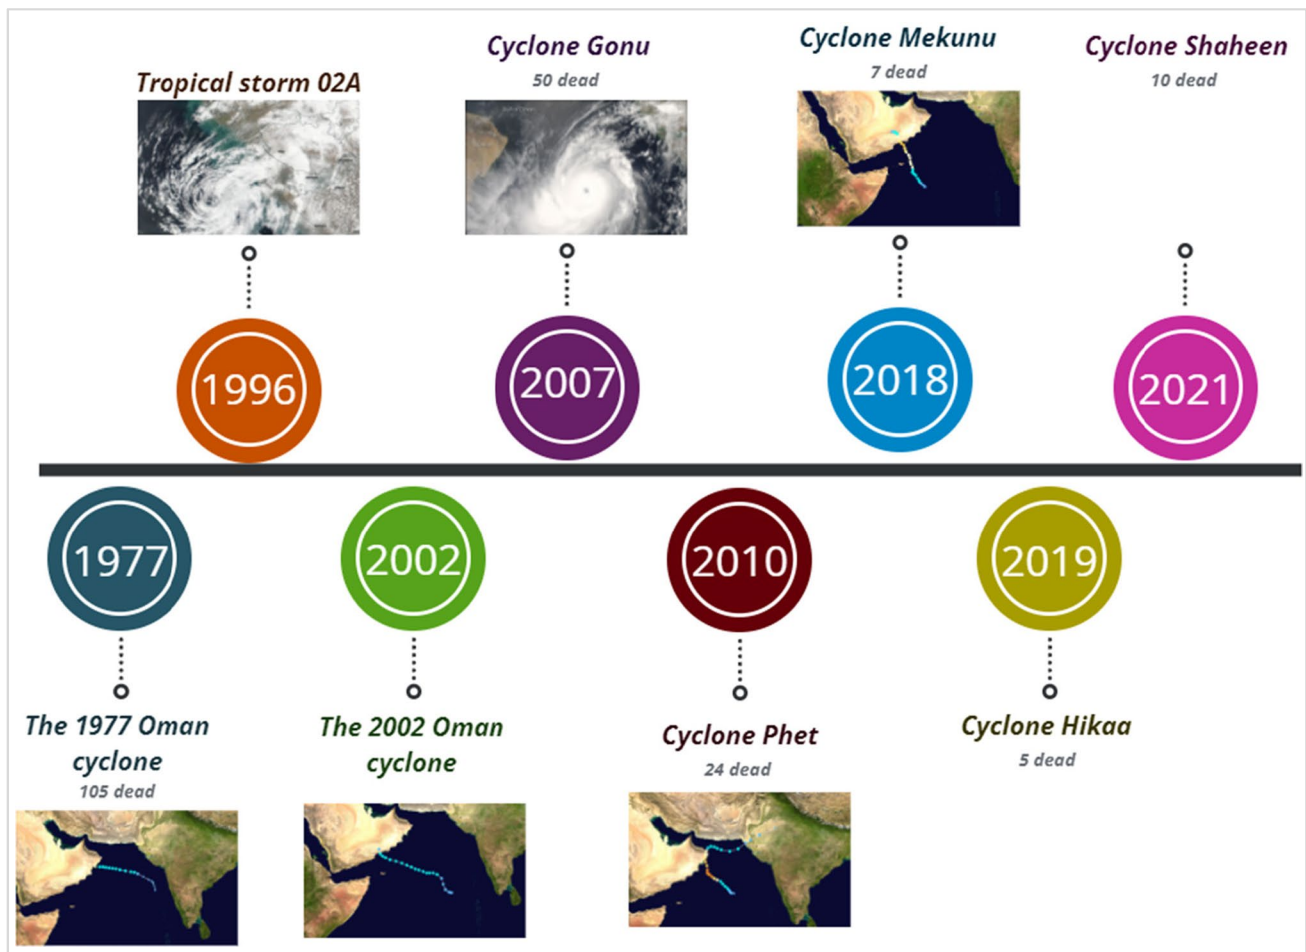 Tropical storm 02A
Cyclone Gonu
50 dead
Cyclone Mekunu
7 dead
Cyclone Shaheen
10 dead
1996
2007
2018
2021
1977
2002
2010
2019
The 1977 Oman
cyclone
105 dead
The 2002 Oman
cyclone
Cyclone Phet
24 dead
Cyclone Hikaa
5 dead